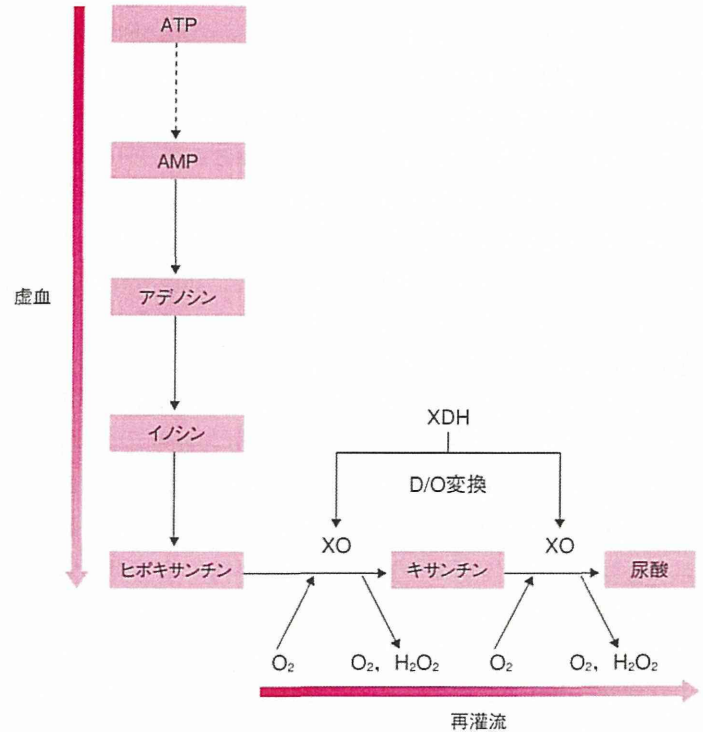 ATP
AMP
アデノシン
虚血
イノシン
XDH
D/O変換
XO
XO
ヒポキサンチン
キサンチン
尿酸
O₂
O₂, H₂O₂
O₂
O₂, H₂O₂
再灌流